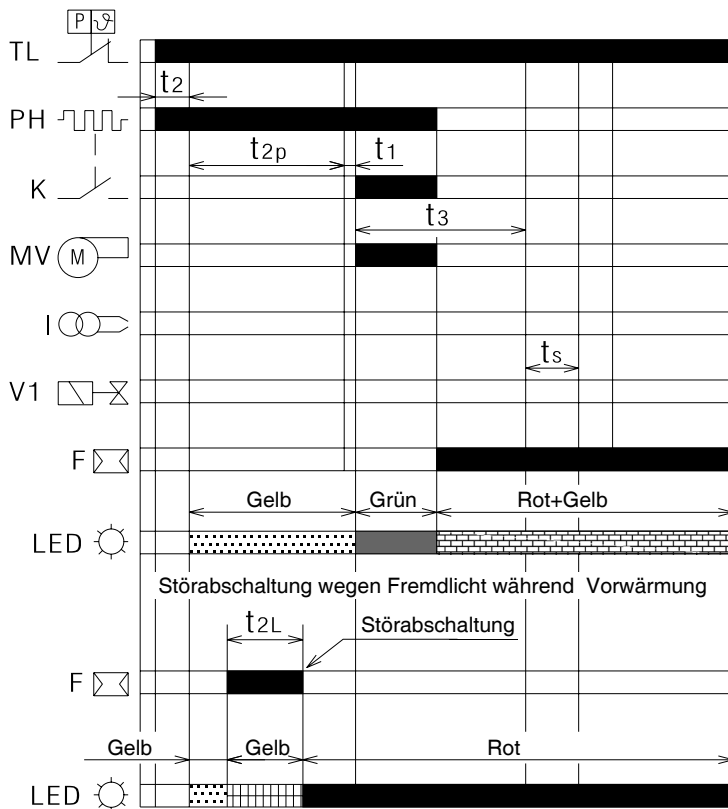 P ϑ
TL
t2
PH
t2p t1
K
t3
MV M
I
ts
V1
F
Gelb Grün Rot+Gelb
LED
Störabschaltung wegen Fremdlicht während Vorwärmung
t2L Störabschaltung
F
Gelb Gelb Rot
LED